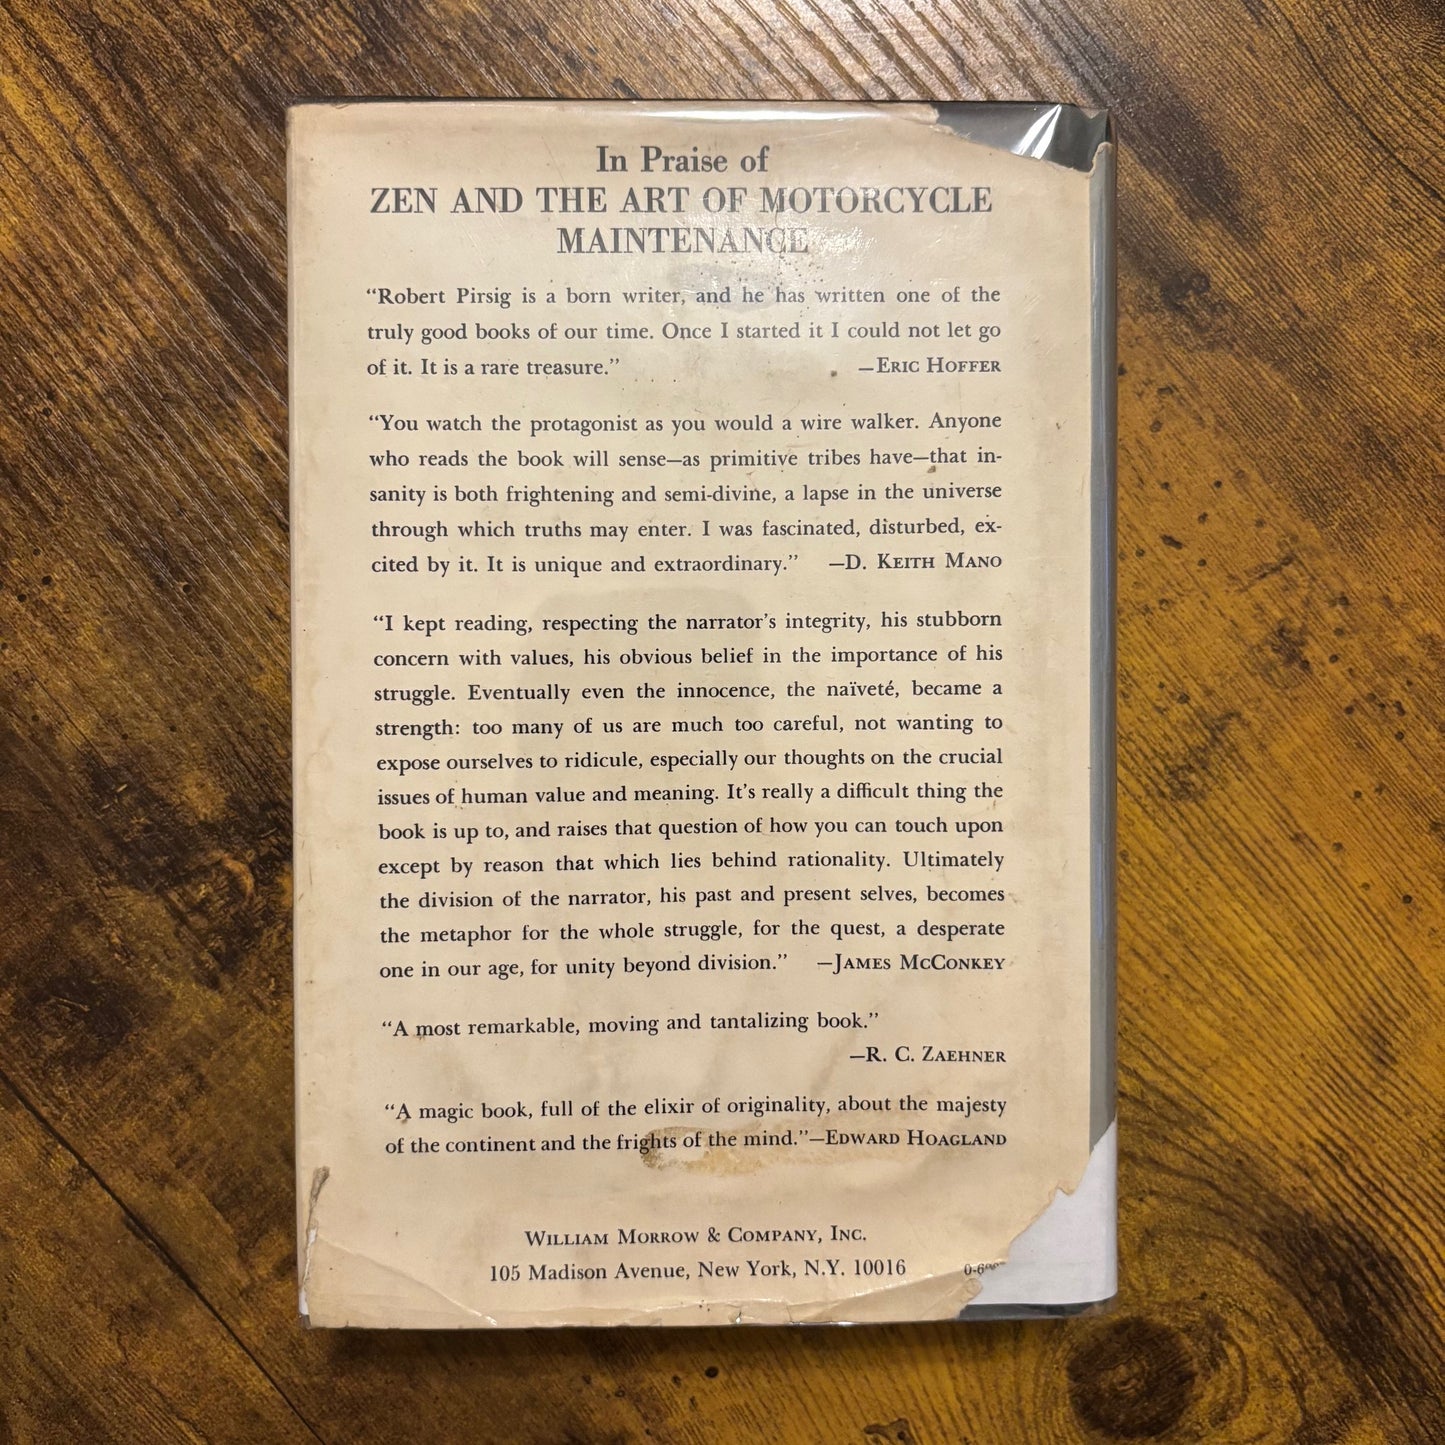 In Praise of
ZEN AND THE ART OF MOTORCYCLE
MAINTENANCE
“Robert Pirsig is a born writer, and he has written one of the
truly good books of our time. Once I started it I could not let go
of it. It is a rare treasure.” —ERIC HOFFER
“You watch the protagonist as you would a wire walker. Anyone
who reads the book will sense—as primitive tribes have—that in-
sanity is both frightening and semi-divine, a lapse in the universe
through which truths may enter. I was fascinated, disturbed, ex-
cited by it. It is unique and extraordinary.” —D. KEITH MANO
“I kept reading, respecting the narrator’s integrity, his stubborn
concern with values, his obvious belief in the importance of his
struggle. Eventually even the innocence, the naïveté, became a
strength: too many of us are much too careful, not wanting to
expose ourselves to ridicule, especially our thoughts on the crucial
issues of human value and meaning. It’s really a difficult thing the
book is up to, and raises that question of how you can touch upon
except by reason that which lies behind rationality. Ultimately
the division of the narrator, his past and present selves, becomes
the metaphor for the whole struggle, for the quest, a desperate
one in our age, for unity beyond division.” —JAMES MCCONKEY
“A most remarkable, moving and tantalizing book.”
—R. C. ZAEHNER
“A magic book, full of the elixir of originality, about the majesty
of the continent and the frights of the mind.”—EDWARD HOAGLAND
WILLIAM MORROW & COMPANY, INC.
105 Madison Avenue, New York, N.Y. 10016